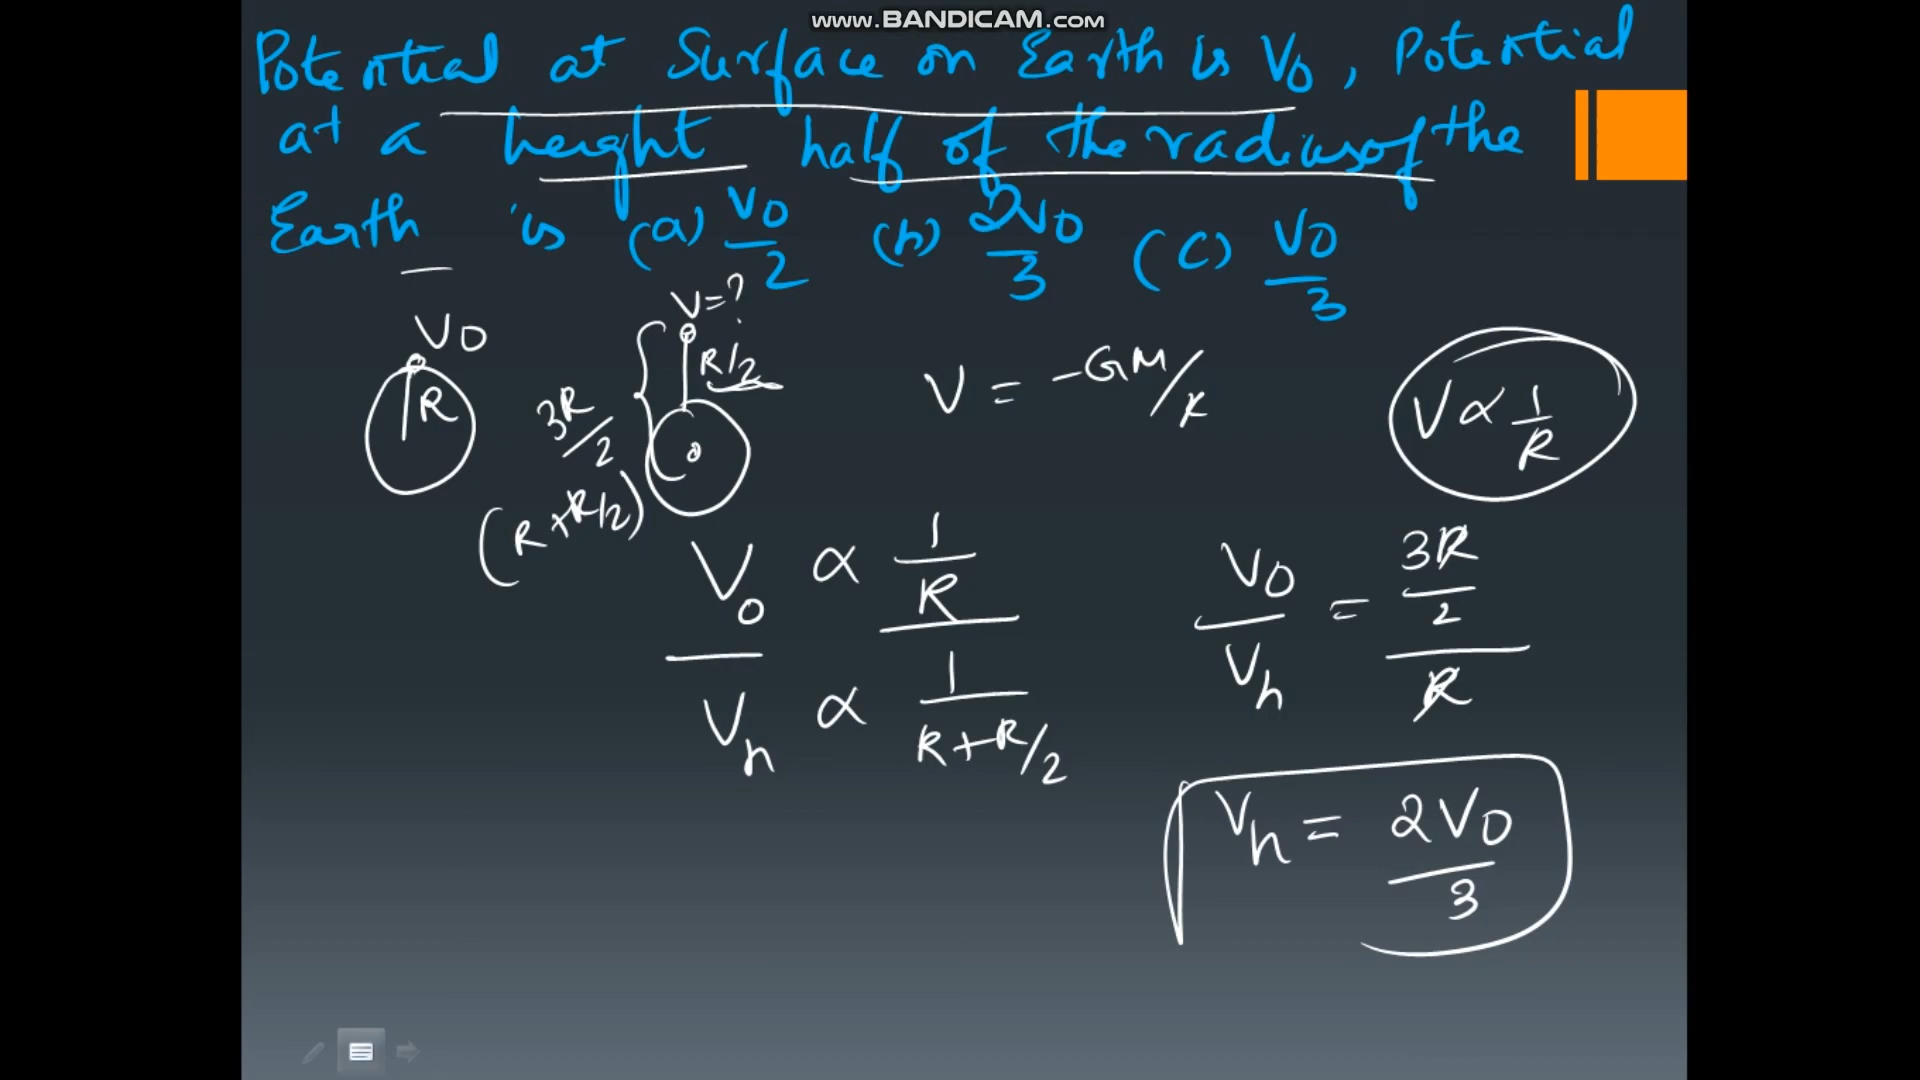 www.BANDICAM.com
Potential at Surface on Earth is V0, Potential
at a height half of the radius of the
Earth is (a) V0/2 (b) 2V0/3 (c) V0/3
V0
R
V=?
R/2
3R/2
(R+R/2)
V = -GM/R
V ∝ 1/R
V0 ∝ 1/R
Vh ∝ 1/R+R/2
V0/Vh = 3R/2/R
Vh = 2V0/3